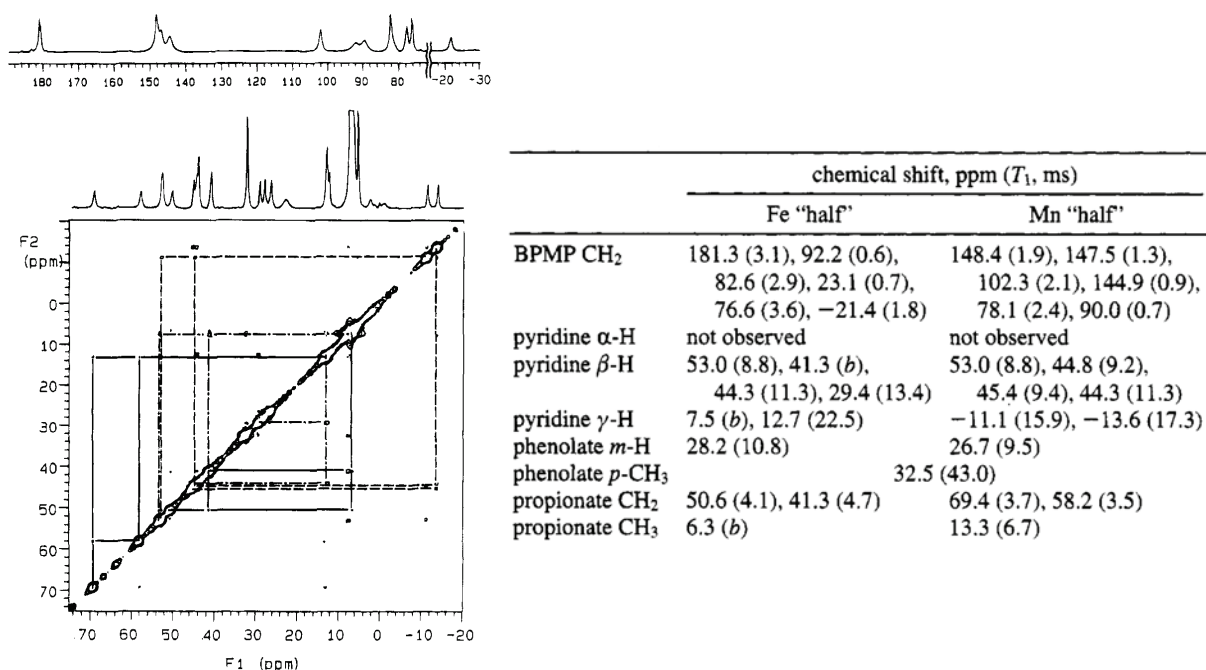 180 170 160 150 140 130 120 110 100 90 80 -20 -30
F2
(ppm)
0
10
20
30
40
50
60
70
70 60 50 40 30 20 10 0 -10 -20
F1 (ppm)
chemical shift, ppm (T1, ms)
Fe “half” Mn “half”
BPMP CH2 181.3 (3.1), 92.2 (0.6), 148.4 (1.9), 147.5 (1.3),
82.6 (2.9), 23.1 (0.7), 102.3 (2.1), 144.9 (0.9),
76.6 (3.6), −21.4 (1.8) 78.1 (2.4), 90.0 (0.7)
pyridine α-H not observed not observed
pyridine β-H 53.0 (8.8), 41.3 (b), 53.0 (8.8), 44.8 (9.2),
44.3 (11.3), 29.4 (13.4) 45.4 (9.4), 44.3 (11.3)
pyridine γ-H 7.5 (b), 12.7 (22.5) −11.1 (15.9), −13.6 (17.3)
phenolate m-H 28.2 (10.8) 26.7 (9.5)
phenolate p-CH3 32.5 (43.0)
propionate CH2 50.6 (4.1), 41.3 (4.7) 69.4 (3.7), 58.2 (3.5)
propionate CH3 6.3 (b) 13.3 (6.7)